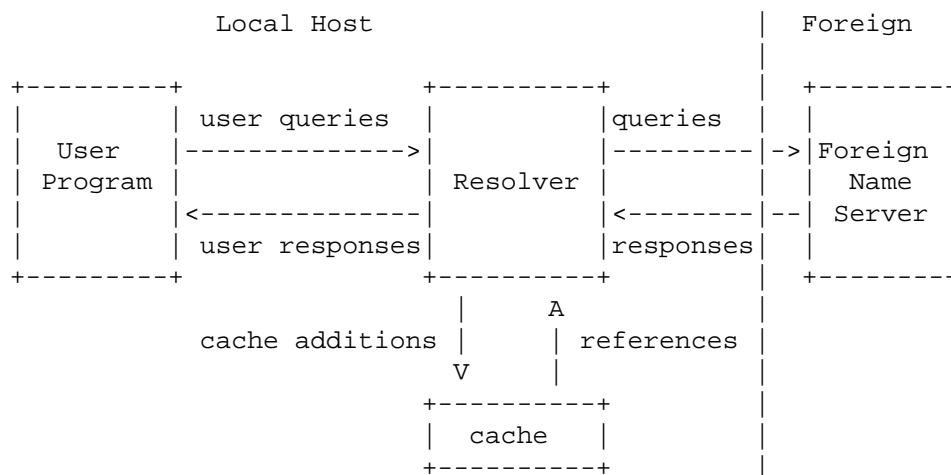 Local Host | Foreign
|
+---------+ +----------+ | +---------
| | user queries | |queries | |
| User |-------------->| |---------|->|Foreign
| Program | | Resolver | | | Name
| |<--------------| |<--------|--| Server
| | user responses| |responses| |
+---------+ +----------+ | +---------
| A |
cache additions | | references |
V | |
+----------+ |
| cache | |
+----------+ |